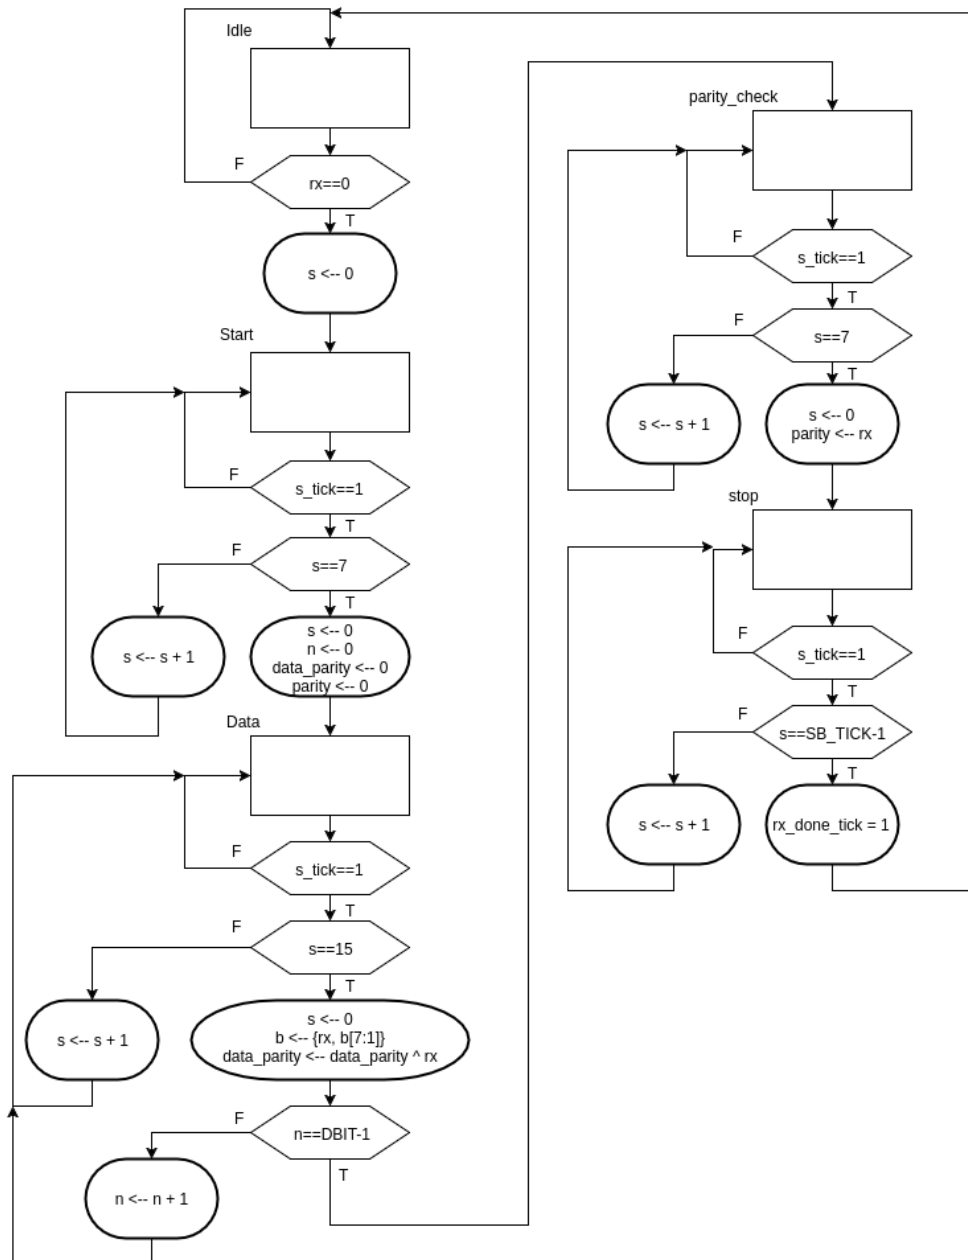 Idle
rx==0
F
T
s <-- 0
Start
s_tick==1
F
T
s==7
F
T
s <-- s + 1
s <-- 0
n <-- 0
data_parity <-- 0
parity <-- 0
Data
s_tick==1
F
T
s==15
F
T
s <-- s + 1
s <-- 0
b <-- {rx, b[7:1]}
data_parity <-- data_parity ^ rx
n==DBIT-1
F
T
n <-- n + 1
parity_check
s_tick==1
F
T
s==7
F
T
s <-- s + 1
s <-- 0
parity <-- rx
stop
s_tick==1
F
T
s==SB_TICK-1
F
T
s <-- s + 1
rx_done_tick = 1